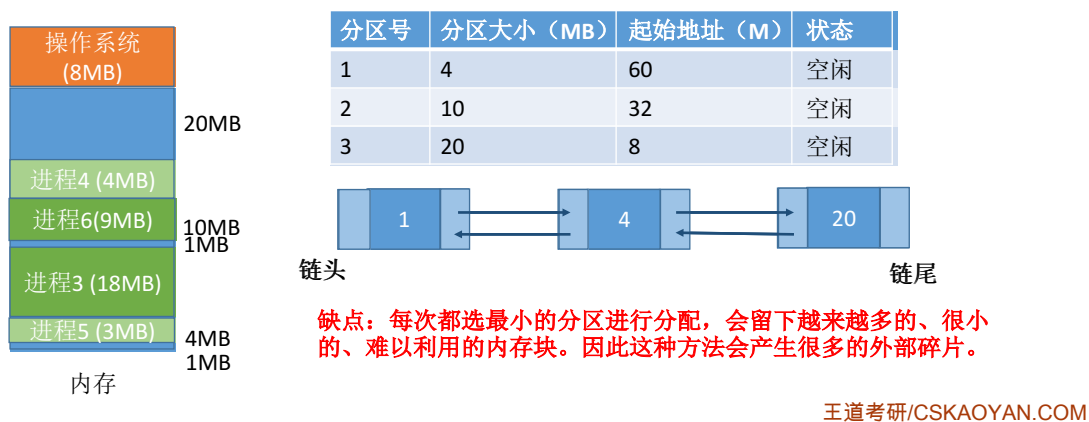 操作系统
(8MB)
20MB
进程4 (4MB)
进程6(9MB)
10MB
1MB
进程3 (18MB)
进程5 (3MB)
4MB
1MB
内存
分区号 分区大小（MB） 起始地址（M） 状态
1 4 60 空闲
2 10 32 空闲
3 20 8 空闲
1 4 20
链头 链尾
缺点：每次都选最小的分区进行分配，会留下越来越多的、很小
的、难以利用的内存块。因此这种方法会产生很多的外部碎片。
王道考研/CSKAOYAN.COM